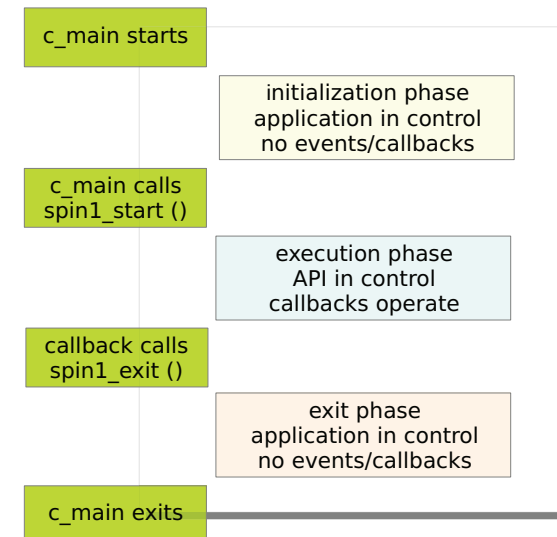 c_main starts
initialization phase
application in control
no events/callbacks
c_main calls
spin1_start ()
execution phase
API in control
callbacks operate
callback calls
spin1_exit ()
exit phase
application in control
no events/callbacks
c_main exits